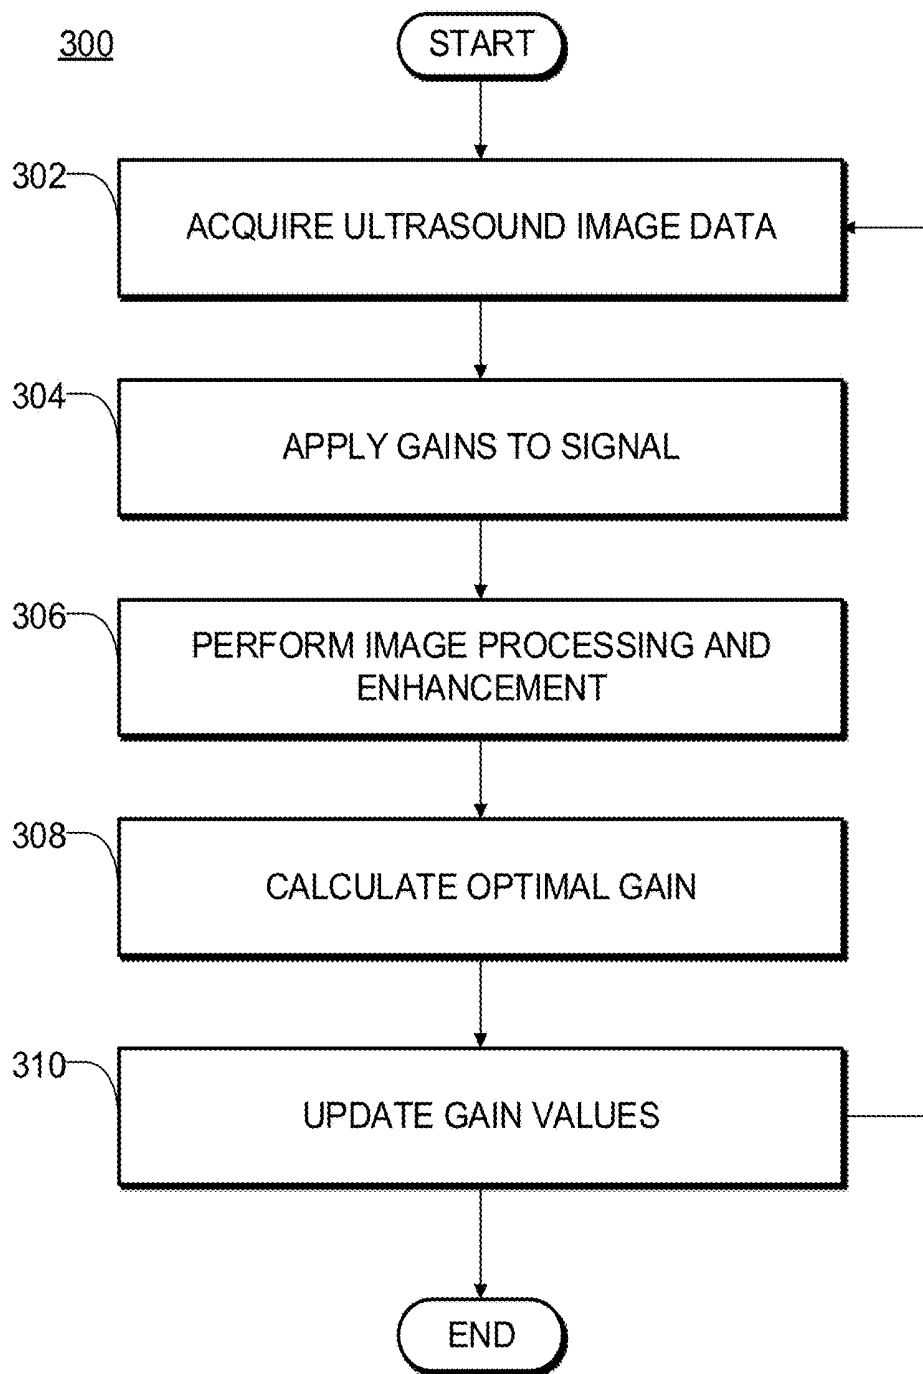 300
START
302
ACQUIRE ULTRASOUND IMAGE DATA
304
APPLY GAINS TO SIGNAL
306
PERFORM IMAGE PROCESSING AND
ENHANCEMENT
308
CALCULATE OPTIMAL GAIN
310
UPDATE GAIN VALUES
END